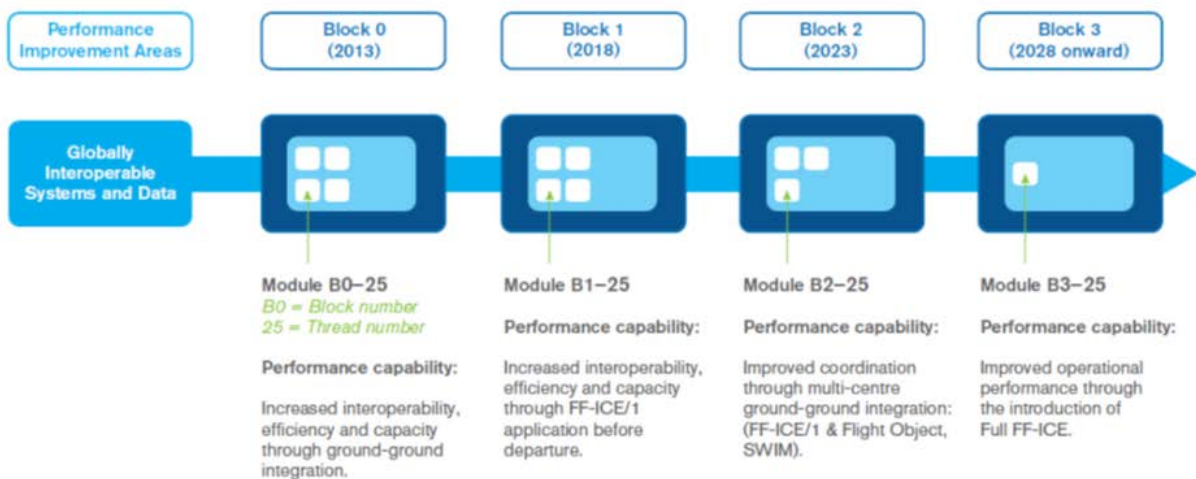 Performance
Improvement Areas
Block 0
(2013)
Block 1
(2018)
Block 2
(2023)
Block 3
(2028 onward)
Globally
Interoperable
Systems and Data
Module B0–25
B0 = Block number
25 = Thread number
Performance capability:
Increased interoperability,
efficiency and capacity
through ground-ground
integration.
Module B1–25
Performance capability:
Increased interoperability,
efficiency and capacity
through FF-ICE/1
application before
departure.
Module B2–25
Performance capability:
Improved coordination
through multi-centre
ground-ground integration:
(FF-ICE/1 & Flight Object,
SWIM).
Module B3–25
Performance capability:
Improved operational
performance through
the introduction of
Full FF-ICE.